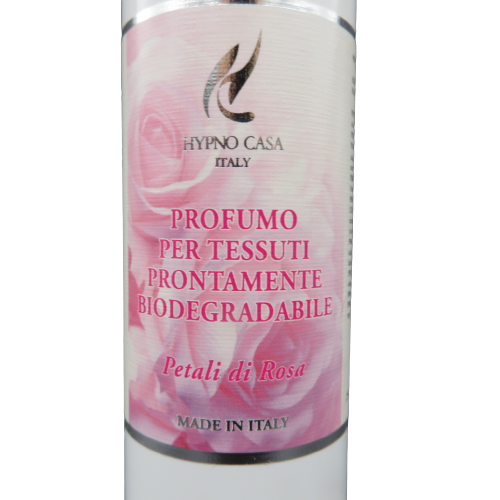 HYPNO CASA
ITALY
PROFUMO
PER TESSUTI
PRONTAMENTE
BIODEGRADABILE
Petali di Rosa
MADE IN ITALY